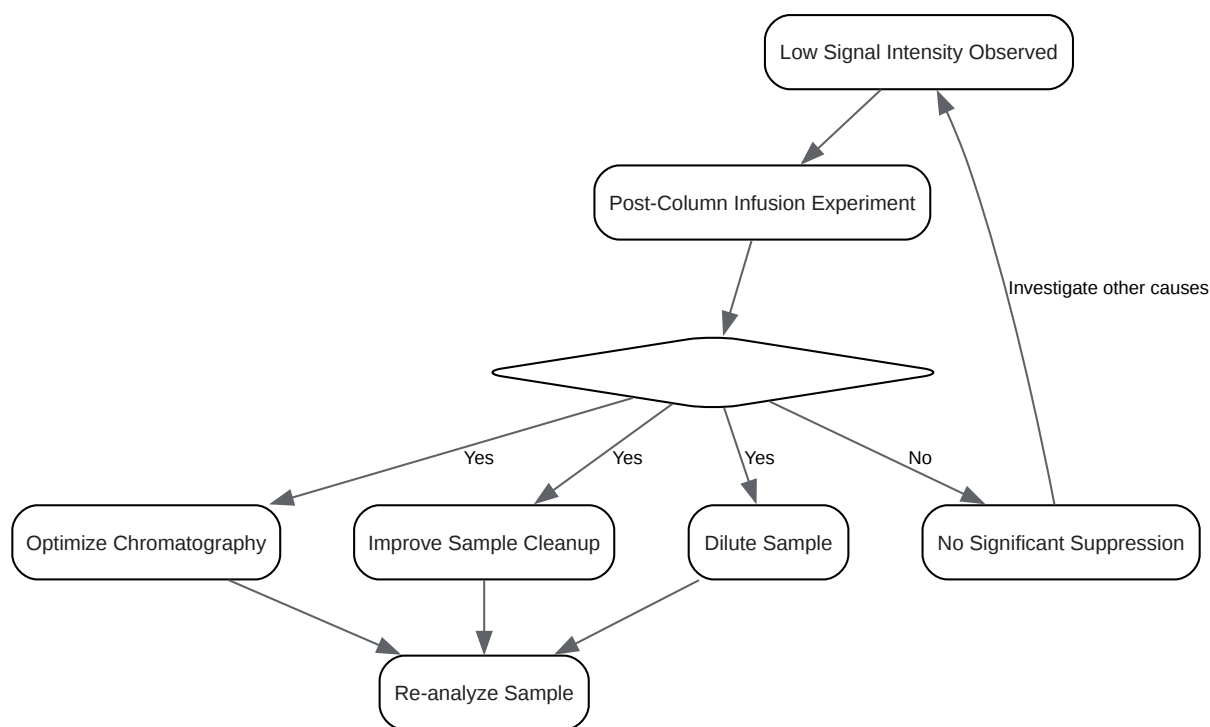 Low Signal Intensity Observed
Post-Column Infusion Experiment
Investigate other causes
Yes
Yes
Yes
No
Optimize Chromatography
Improve Sample Cleanup
Dilute Sample
No Significant Suppression
Re-analyze Sample